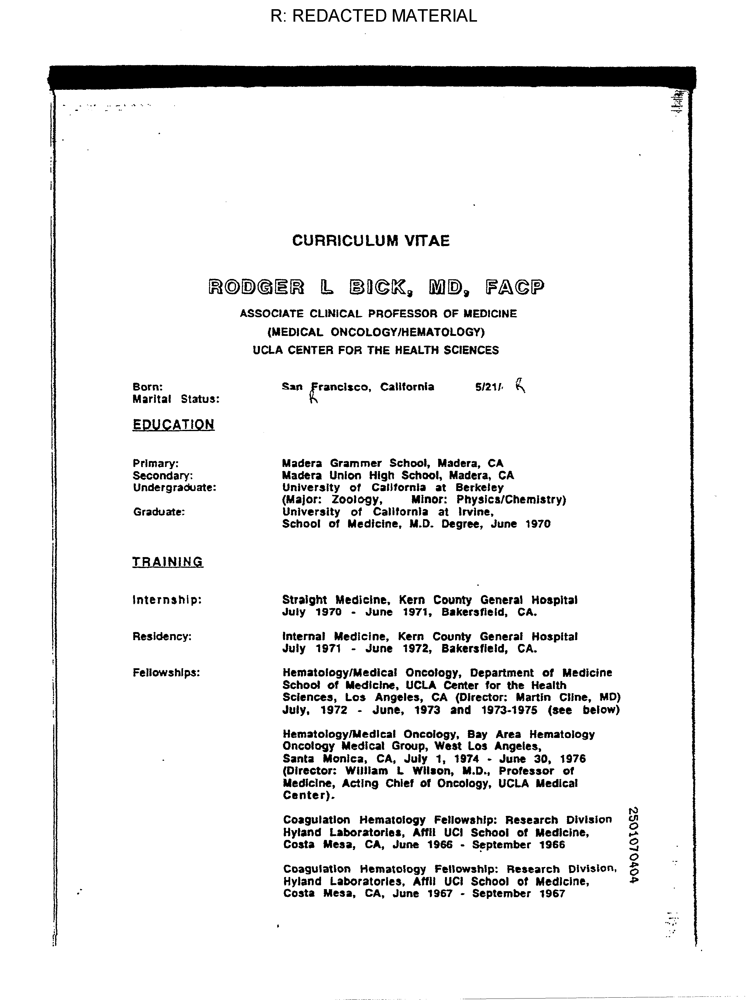 R: REDACTED MATERIAL
CURRICULUM VITAE
RODGER L BICK, MD, FACP
ASSOCIATE CLINICAL PROFESSOR OF MEDICINE
(MEDICAL ONCOLOGY/HEMATOLOGY)
UCLA CENTER FOR THE HEALTH SCIENCES
Born: San Francisco, California 5/21/ R
Marital Status: R
EDUCATION
Primary: Madera Grammer School, Madera, CA
Secondary: Madera Union High School, Madera, CA
Undergraduate: University of California at Berkeley
(Major: Zoology, Minor: Physics/Chemistry)
Graduate: University of California at Irvine,
School of Medicine, M.D. Degree, June 1970
TRAINING
Internship: Straight Medicine, Kern County General Hospital
July 1970 - June 1971, Bakersfield, CA.
Residency: Internal Medicine, Kern County General Hospital
July 1971 - June 1972, Bakersfield, CA.
Fellowships: Hematology/Medical Oncology, Department of Medicine
School of Medicine, UCLA Center for the Health
Sciences, Los Angeles, CA (Director: Martin Cline, MD)
July, 1972 - June, 1973 and 1973-1975 (see below)
Hematology/Medical Oncology, Bay Area Hematology
Oncology Medical Group, West Los Angeles,
Santa Monica, CA, July 1, 1974 - June 30, 1976
(Director: William L Wilson, M.D., Professor of
Medicine, Acting Chief of Oncology, UCLA Medical
Center).
Coagulation Hematology Fellowship: Research Division
Hyland Laboratories, Affil UCI School of Medicine,
Costa Mesa, CA, June 1966 - September 1966
Coagulation Hematology Fellowship: Research Division,
Hyland Laboratories, Affil UCI School of Medicine,
Costa Mesa, CA, June 1967 - September 1967
2501070404